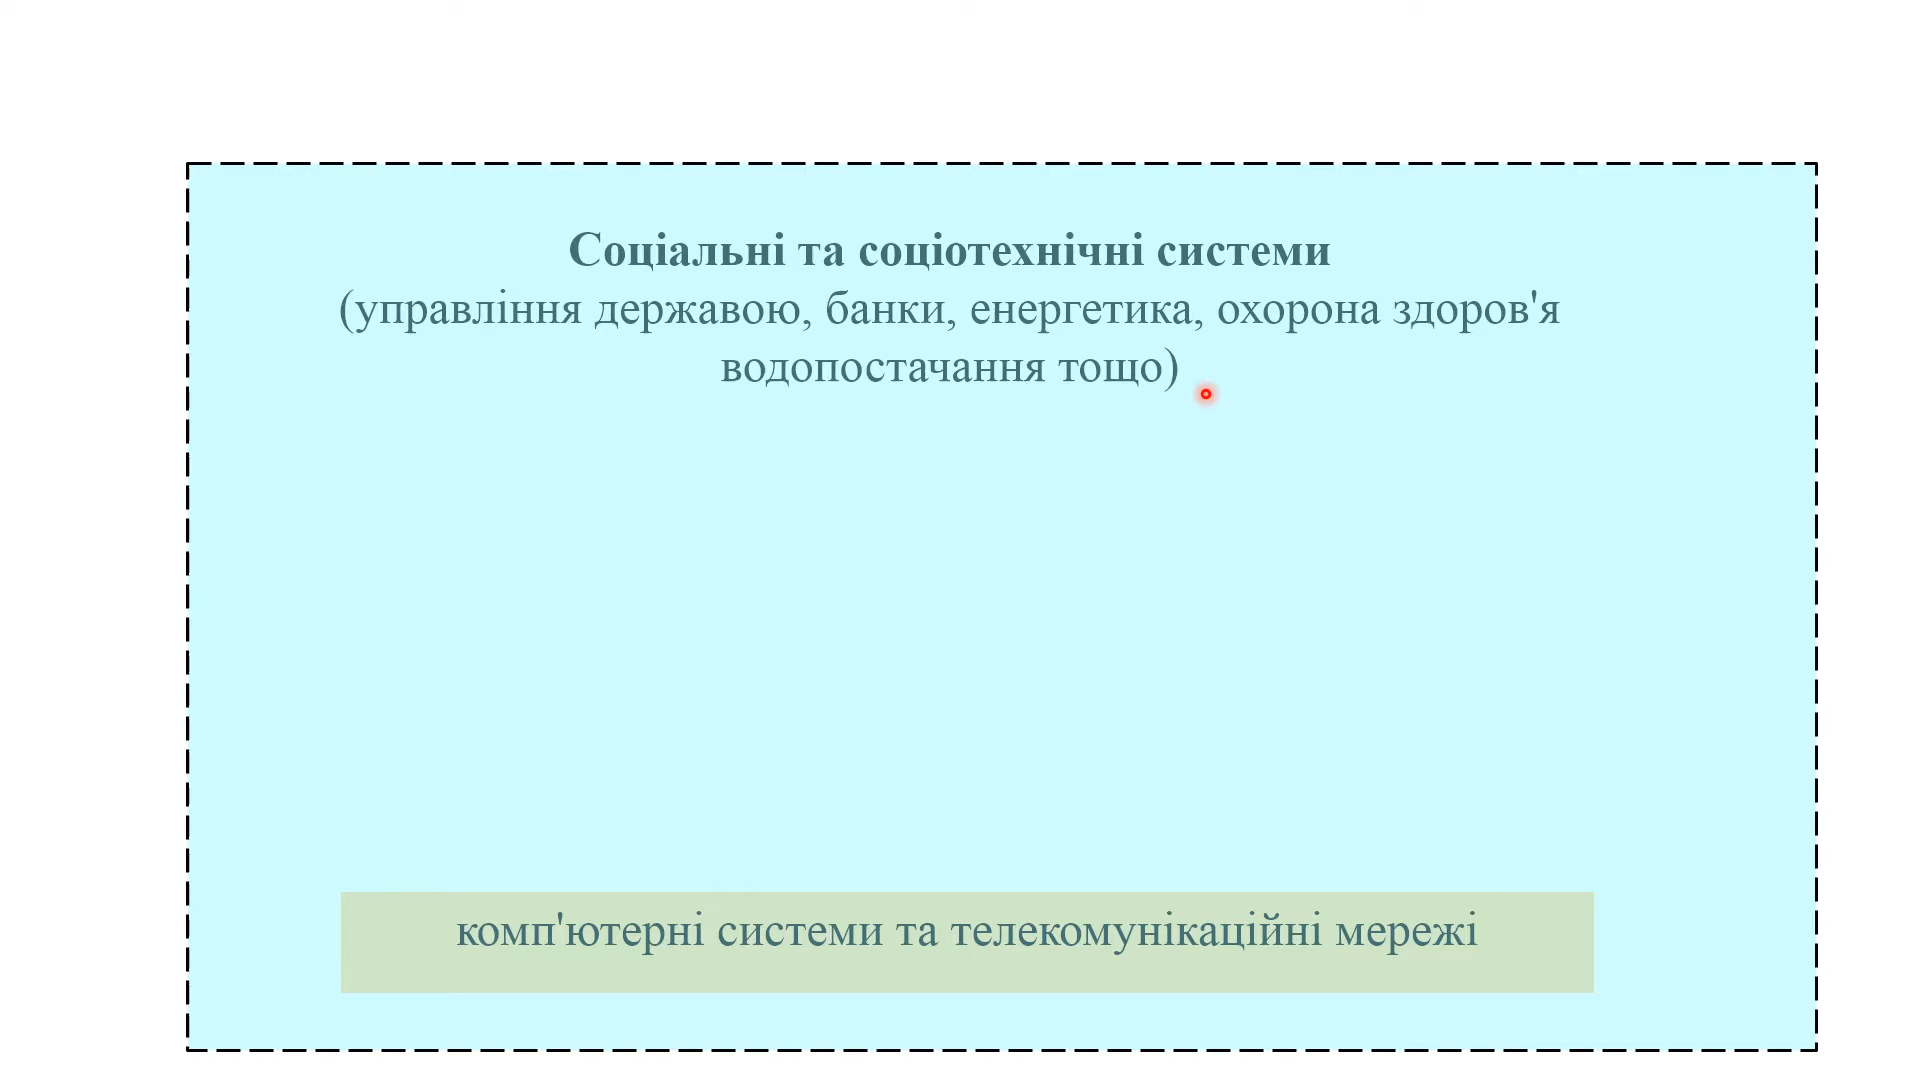 Соціальні та соціотехнічні системи
(управління державою, банки, енергетика, охорона здоров'я
водопостачання тощо)
комп'ютерні системи та телекомунікаційні мережі